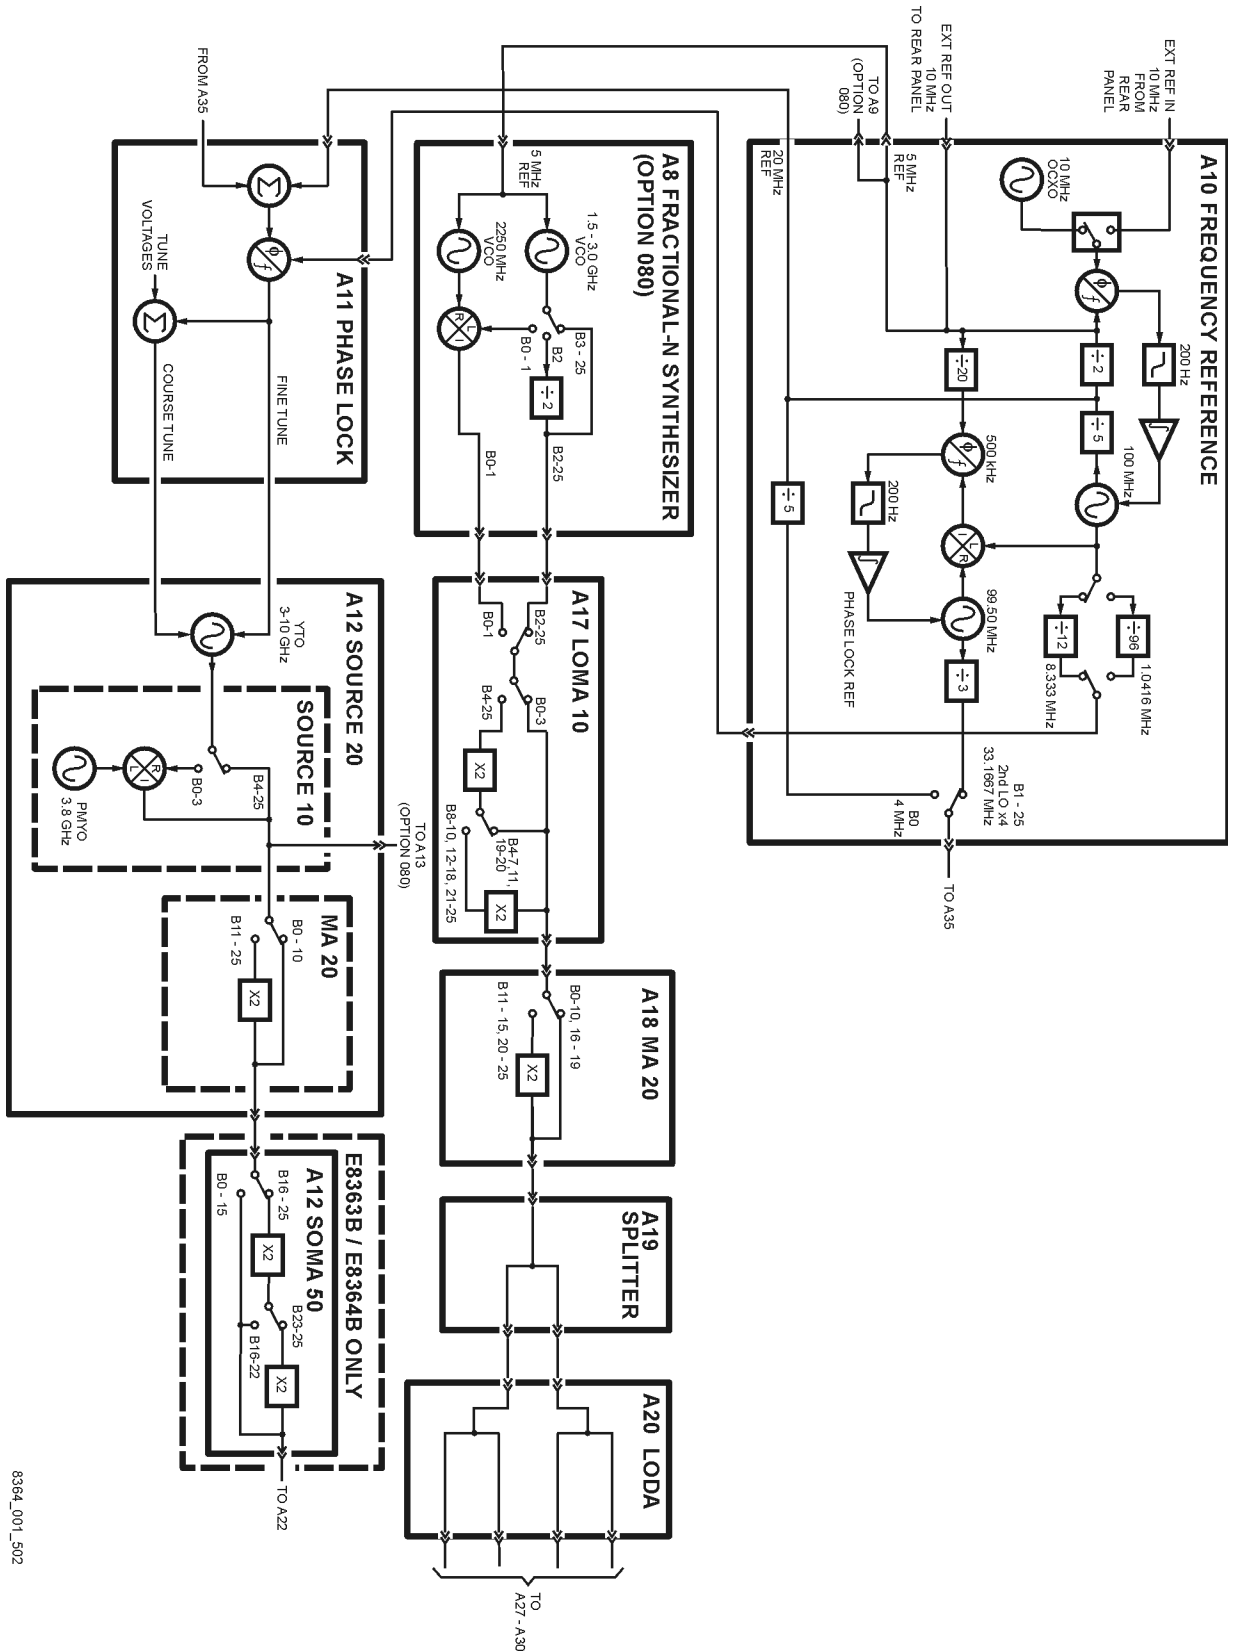 A10 FREQUENCY REFERENCE
EXT REF IN
10 MHz
FROM
REAR
PANEL
EXT REF OUT
10 MHz
TO REAR PANEL
TO A9
(OPTION
080)
10 MHz
OCXO
5 MHz
REF
20 MHz
REF
ϕ
f
200 Hz
∫
÷2
÷5
100 MHz
÷20
500 kHz
ϕ
f
200 Hz
∫
÷5
L
I
R
99.50 MHz
PHASE LOCK REF
÷3
÷96
÷12
1.0416 MHz
8.333 MHz
B1 - 25
2nd LO x4
33.1667 MHz
B0
4 MHz
TO A35
A8 FRACTIONAL-N SYNTHESIZER
(OPTION 080)
5 MHz
REF
1.5 - 3.0 GHz
VCO
2250 MHz
VCO
R
L
I
B3 - 25
B2
B0 - 1
÷2
B2-25
B0-1
A17 LOMA 10
B2-25
B0-1
B0-3
B4-25
X2
B4-7,11,
19-20
B8-10, 12-18, 21-25
X2
A18 MA 20
B0-10, 16 - 19
B11 - 15, 20 - 25
X2
A19
SPLITTER
A20 LODA
TO
A27 - A30
FROM A35
A11 PHASE LOCK
Σ
ϕ
f
TUNE
VOLTAGES
Σ
FINE TUNE
COURSE TUNE
A12 SOURCE 20
YTO
3-10 GHz
SOURCE 10
B4-25
B0-3
R
L
I
PMYO
3.8 GHz
TO A13
(OPTION 080)
MA 20
B0 - 10
B11 - 25
X2
E8363B / E8364B ONLY
A12 SOMA 50
B16 - 25
B0 - 15
X2
B23-25
B16-22
X2
TO A22
8364_001_502